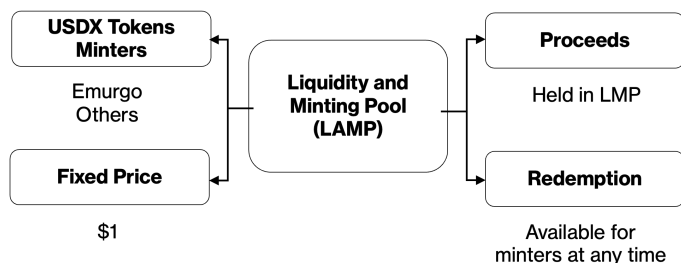 USDX Tokens
Minters
Emurgo
Others
Fixed Price
$1
Liquidity and
Minting Pool
(LAMP)
Proceeds
Held in LMP
Redemption
Available for
minters at any time